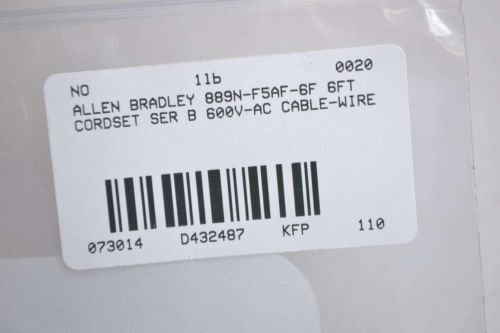 NO 1lb 0020
ALLEN BRADLEY 889N-F5AF-6F 6FT
CORDSET SER B 600V-AC CABLE-WIRE
073014 D432487 KFP 110